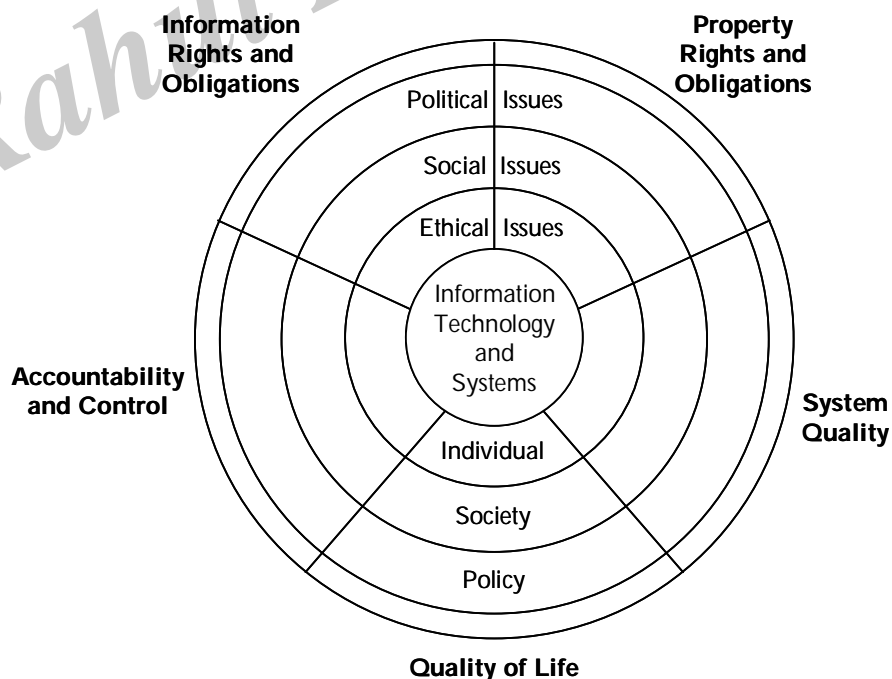 Information
Rights and
Obligations
Property
Rights and
Obligations
Political Issues
Social Issues
Ethical Issues
Information
Technology
and
Systems
Accountability
and Control
System
Quality
Individual
Society
Policy
Quality of Life